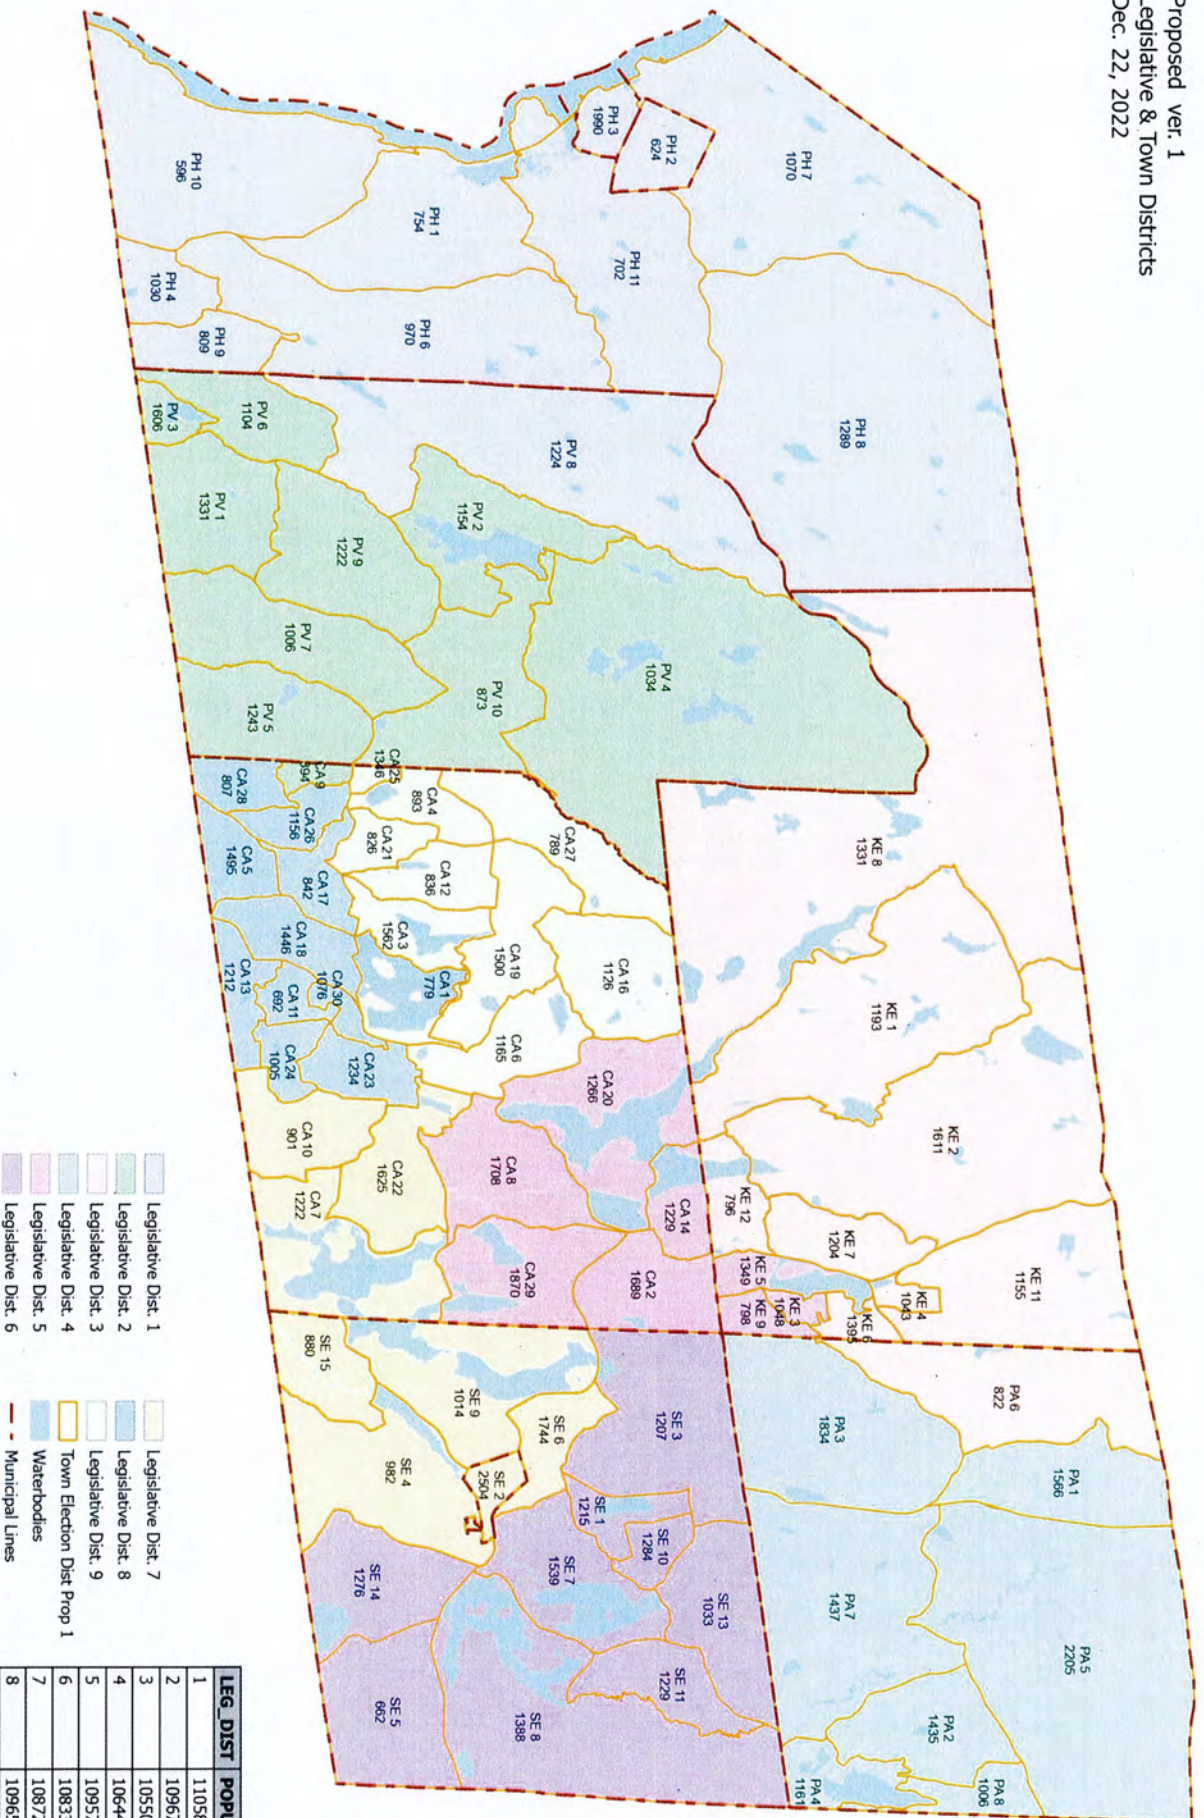 Proposed ver. 1
Legislative & Town Districts
Dec. 22, 2022
PH 7
1070
PH 2
624
PH 3
1990
PH 8
1289
PH 11
702
PH 1
754
PH 10
596
PH 6
970
PH 4
1030
PH 9
809
PV 8
1224
PV 6
1104
PV 3
1606
PV 2
1154
PV 1
1331
PV 9
1222
PV 4
1034
PV 7
1006
PV 10
873
PV 5
1243
KE 8
1331
KE 1
1193
KE 2
1611
KE 12
796
KE 7
1204
KE 11
1155
KE 4
1043
KE 6
1395
KE 5
1349
KE 3
1048
KE 9
798
CA 25
1346
CA 9
894
CA 28
807
CA 26
1156
CA 5
1495
CA 4
893
CA 21
826
CA 27
789
CA 12
836
CA 17
842
CA 3
1562
CA 18
1446
CA 19
1500
CA 16
1126
CA 1
779
CA 30
1076
CA 11
692
CA 13
1212
CA 6
1165
CA 23
1234
CA 24
1005
CA 20
1266
CA 10
901
CA 22
1625
CA 8
1708
CA 14
1229
CA 7
1222
CA 29
1870
CA 2
1689
PA 6
822
PA 3
1834
PA 1
1566
PA 7
1437
PA 5
2205
PA 2
1435
PA 8
1006
PA 4
1161
SE 15
880
SE 9
1014
SE 6
1744
SE 3
1207
SE 4
982
SE 2
2504
SE 1
1215
SE 10
1284
SE 7
1539
SE 13
1033
SE 14
1276
SE 11
1229
SE 5
662
SE 8
1388
Legislative Dist. 1
Legislative Dist. 2
Legislative Dist. 3
Legislative Dist. 4
Legislative Dist. 5
Legislative Dist. 6
Legislative Dist. 7
Legislative Dist. 8
Legislative Dist. 9
Town Election Dist Prop 1
Waterbodies
Municipal Lines
LEG_DIST
1 1105
2 1096
3 1055
4 1064
5 1095
6 1083
7 1087
8 1096